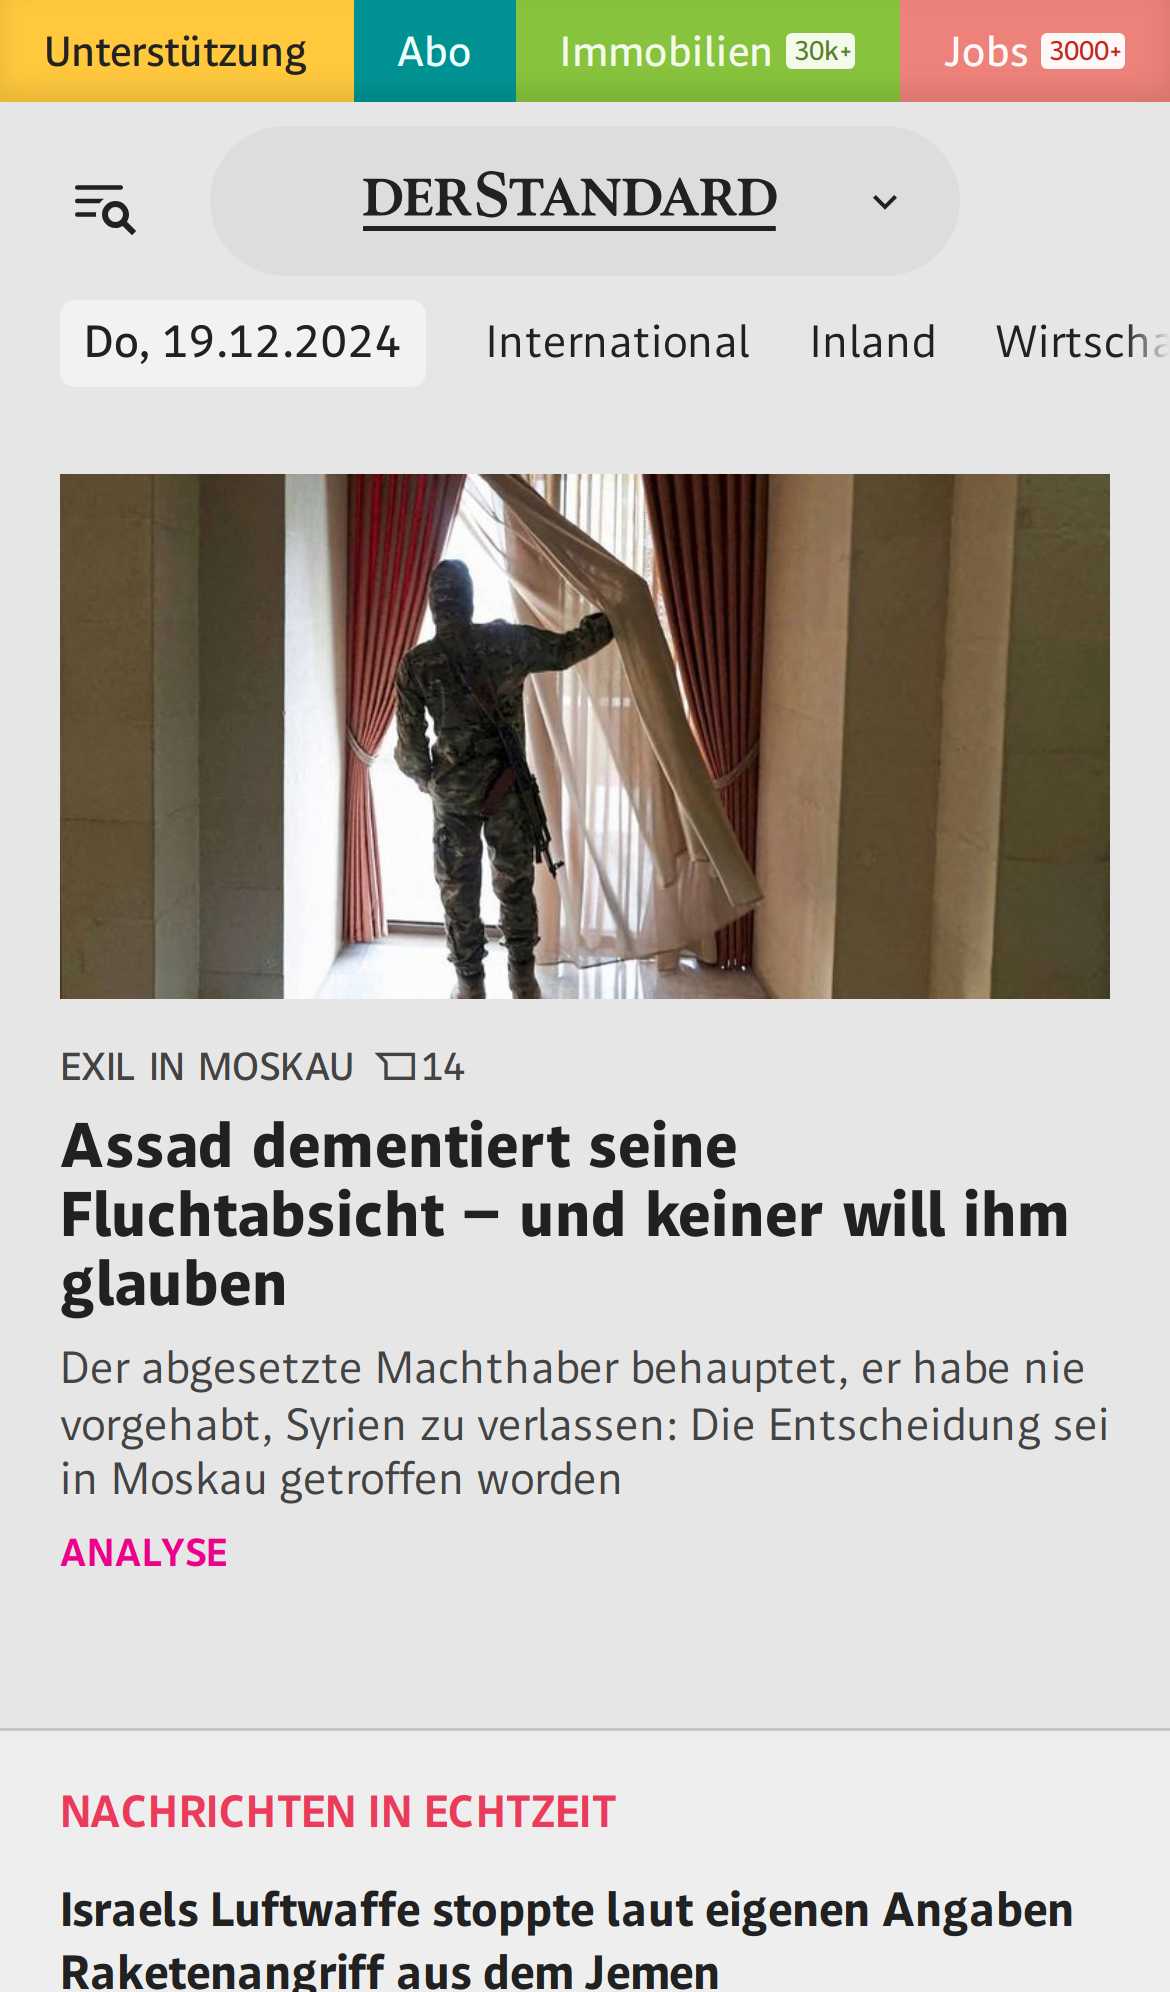 Unterstützung Abo Immobilien 30k+ Jobs 3000+
DERSTANDARD
Do, 19.12.2024 International Inland Wirtscha
EXIL IN MOSKAU 14
Assad dementiert seine
Fluchtabsicht – und keiner will ihm
glauben
Der abgesetzte Machthaber behauptet, er habe nie
vorgehabt, Syrien zu verlassen: Die Entscheidung sei
in Moskau getroffen worden
ANALYSE
NACHRICHTEN IN ECHTZEIT
Israels Luftwaffe stoppte laut eigenen Angaben
Raketenangriff aus dem Jemen